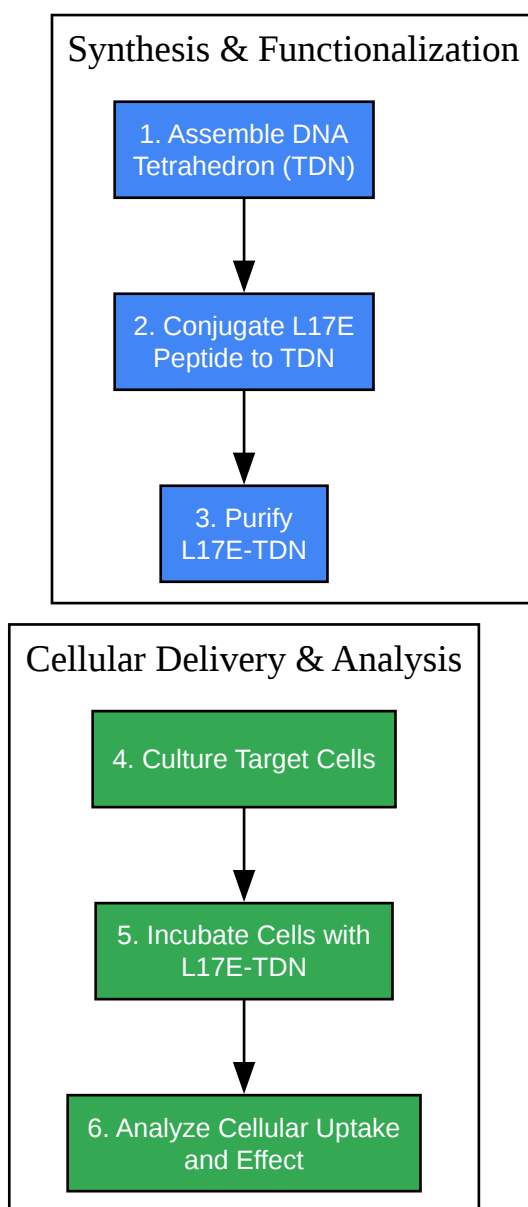 Synthesis & Functionalization
1. Assemble DNA
Tetrahedron (TDN)
2. Conjugate L17E
Peptide to TDN
3. Purify
L17E-TDN
Cellular Delivery & Analysis
4. Culture Target Cells
5. Incubate Cells with
L17E-TDN
6. Analyze Cellular Uptake
and Effect